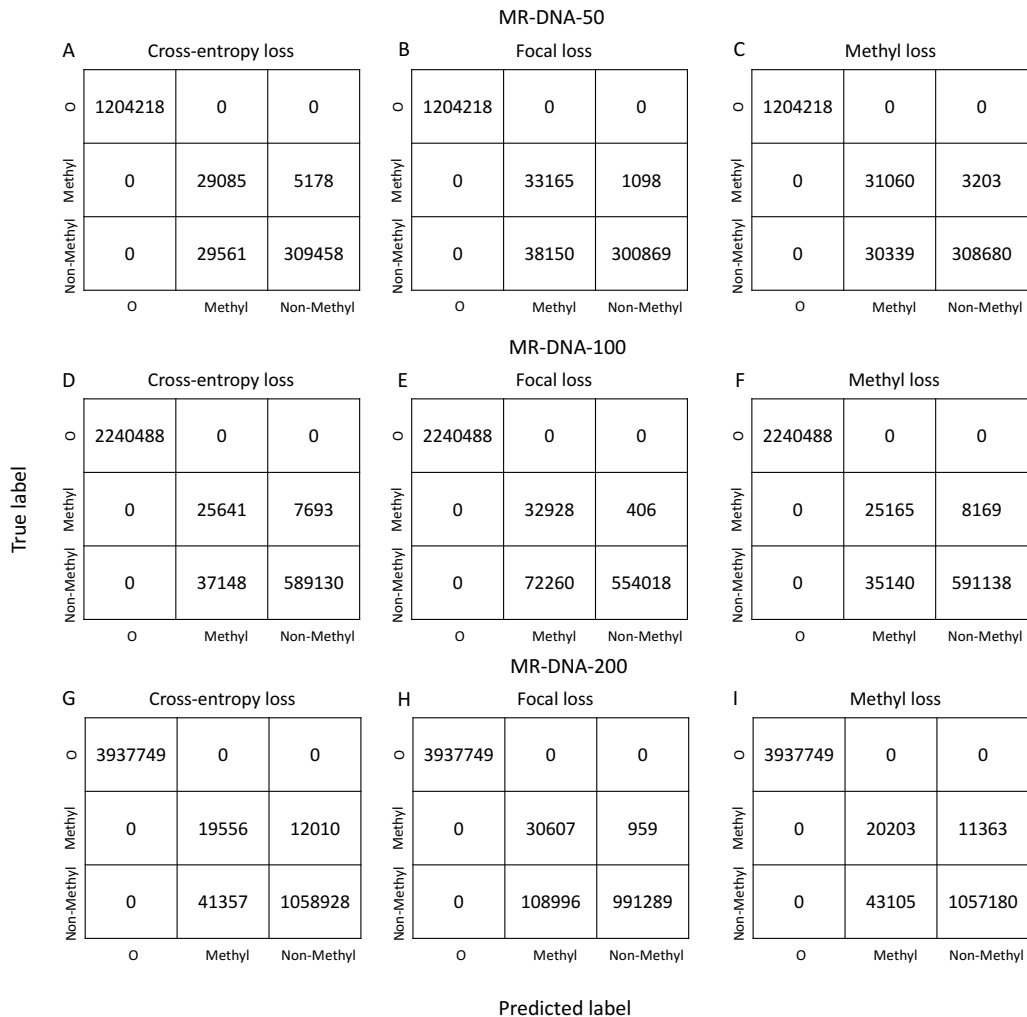 MR-DNA-50
A Cross-entropy loss B Focal loss C Methyl loss
O 1204218 0 0 O 1204218 0 0 O 1204218 0 0
Methyl 0 29085 5178 Methyl 0 33165 1098 Methyl 0 31060 3203
Non-Methyl 0 29561 309458 Non-Methyl 0 38150 300869 Non-Methyl 0 30339 308680
O Methyl Non-Methyl O Methyl Non-Methyl O Methyl Non-Methyl
MR-DNA-100
D Cross-entropy loss E Focal loss F Methyl loss
O 2240488 0 0 O 2240488 0 0 O 2240488 0 0
True label
Methyl 0 25641 7693 Methyl 0 32928 406 Methyl 0 25165 8169
Non-Methyl 0 37148 589130 Non-Methyl 0 72260 554018 Non-Methyl 0 35140 591138
O Methyl Non-Methyl O Methyl Non-Methyl O Methyl Non-Methyl
MR-DNA-200
G Cross-entropy loss H Focal loss I Methyl loss
O 3937749 0 0 O 3937749 0 0 O 3937749 0 0
Methyl 0 19556 12010 Methyl 0 30607 959 Methyl 0 20203 11363
Non-Methyl 0 41357 1058928 Non-Methyl 0 108996 991289 Non-Methyl 0 43105 1057180
O Methyl Non-Methyl O Methyl Non-Methyl O Methyl Non-Methyl
Predicted label